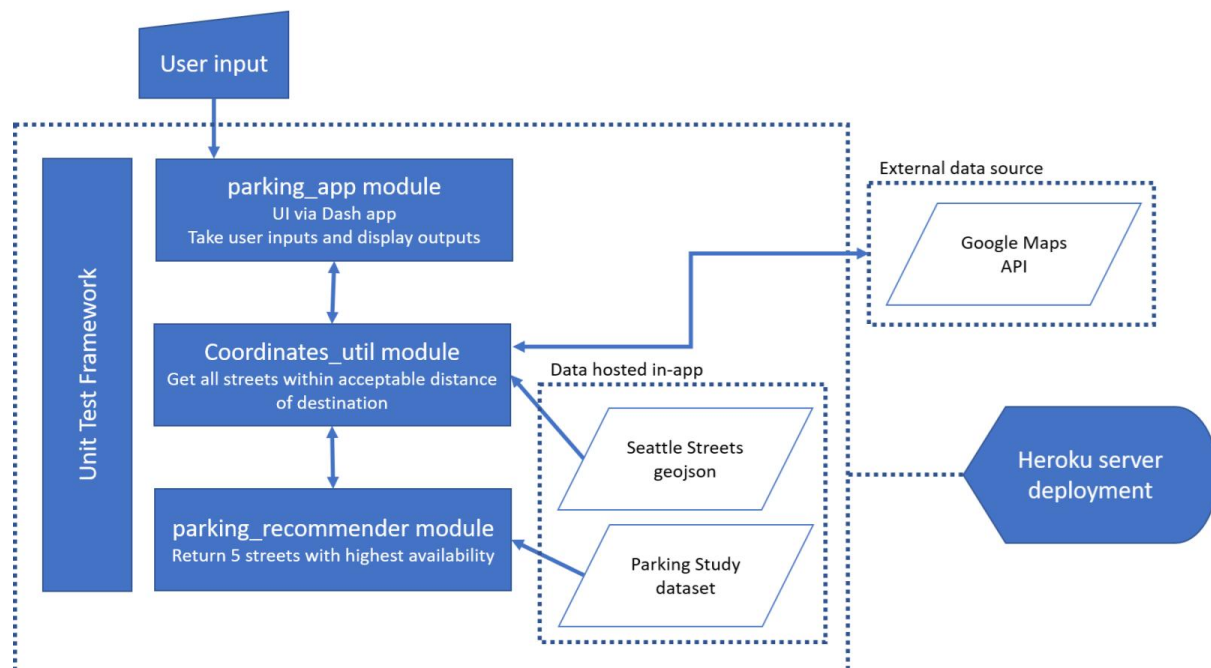 User input
parking_app module
UI via Dash app
Take user inputs and display outputs
Unit Test Framework
Coordinates_util module
Get all streets within acceptable distance
of destination
parking_recommender module
Return 5 streets with highest availability
Data hosted in-app
Seattle Streets
geojson
Parking Study
dataset
External data source
Google Maps
API
Heroku server
deployment